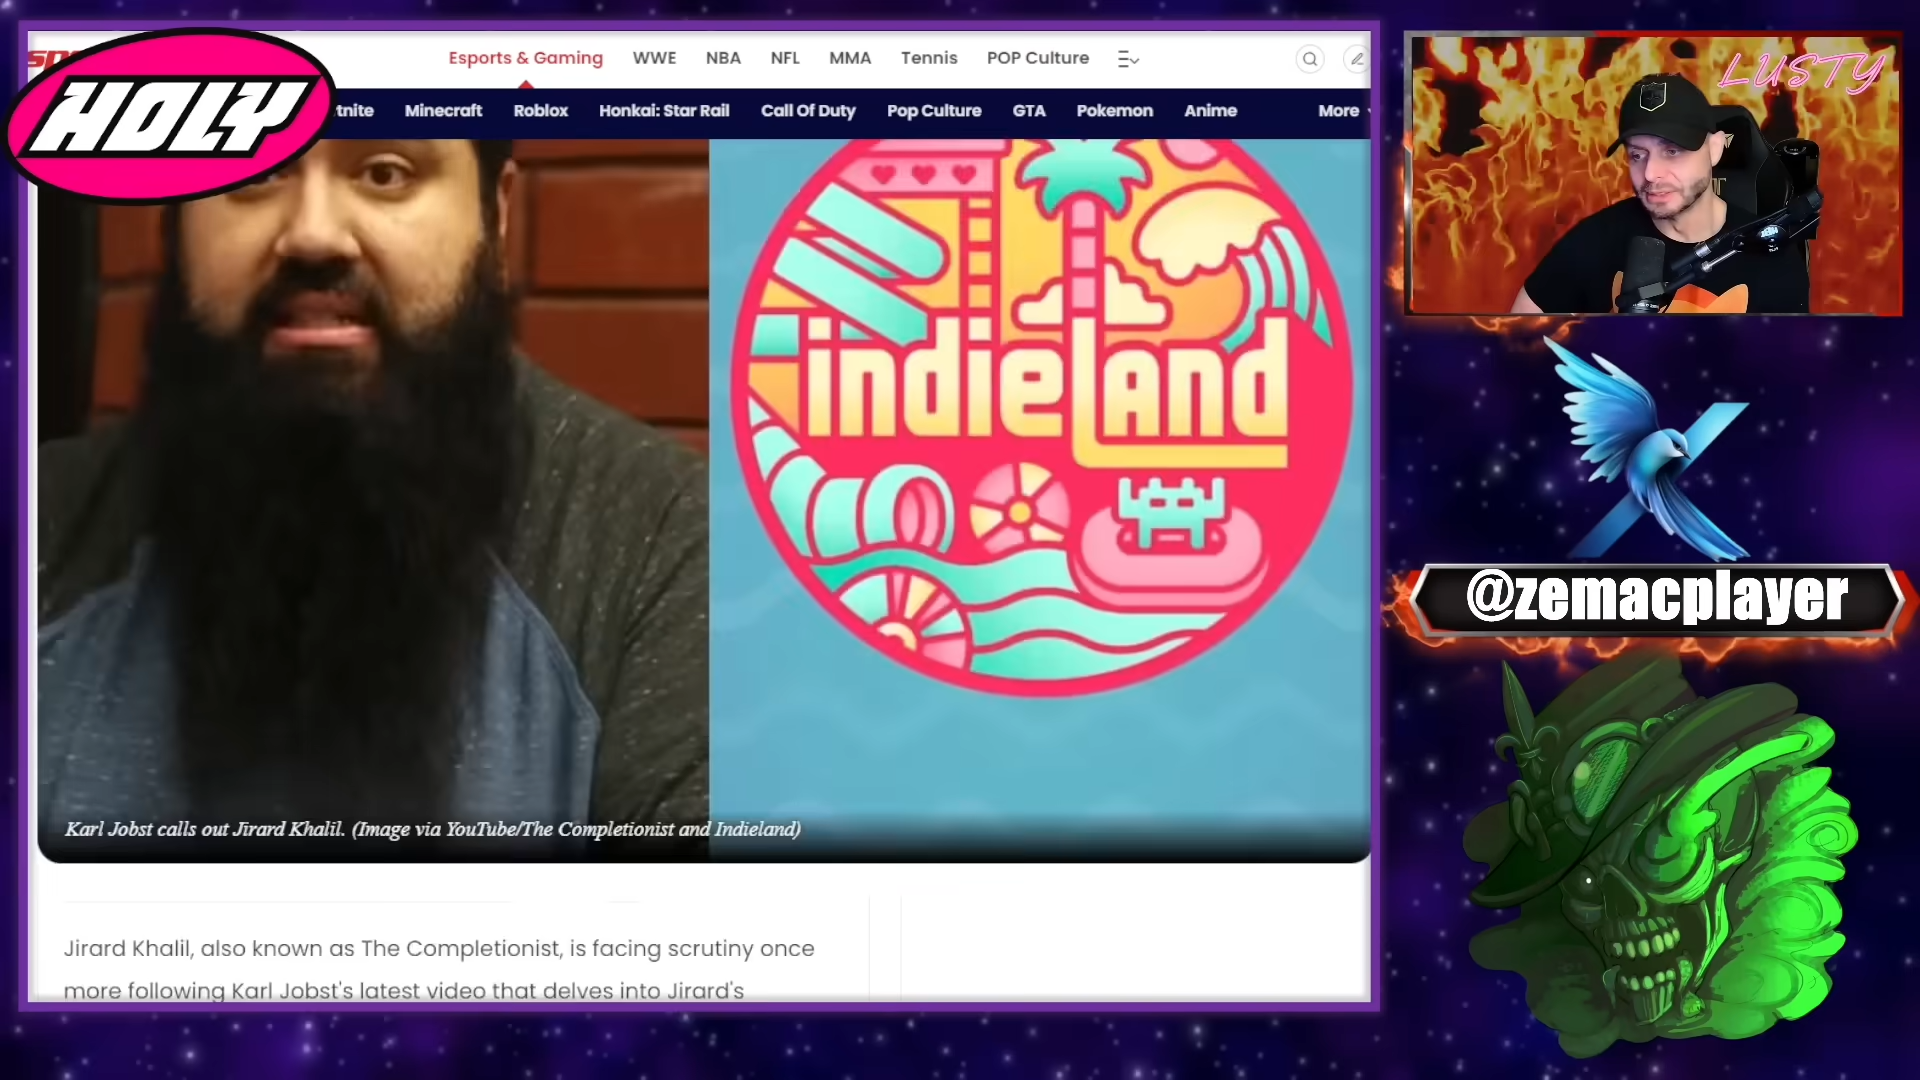 Esports & Gaming WWE NBA NFL MMA Tennis POP Culture
HOLY
Minecraft Roblox Honkai: Star Rail Call Of Duty Pop Culture GTA Pokemon Anime More
LUSTY
indieland
@zemacplayer
Karl Jobst calls out Jirard Khalil. (Image via YouTube/The Completionist and Indieland)
Jirard Khalil, also known as The Completionist, is facing scrutiny once
more following Karl Jobst's latest video that delves into Jirard's